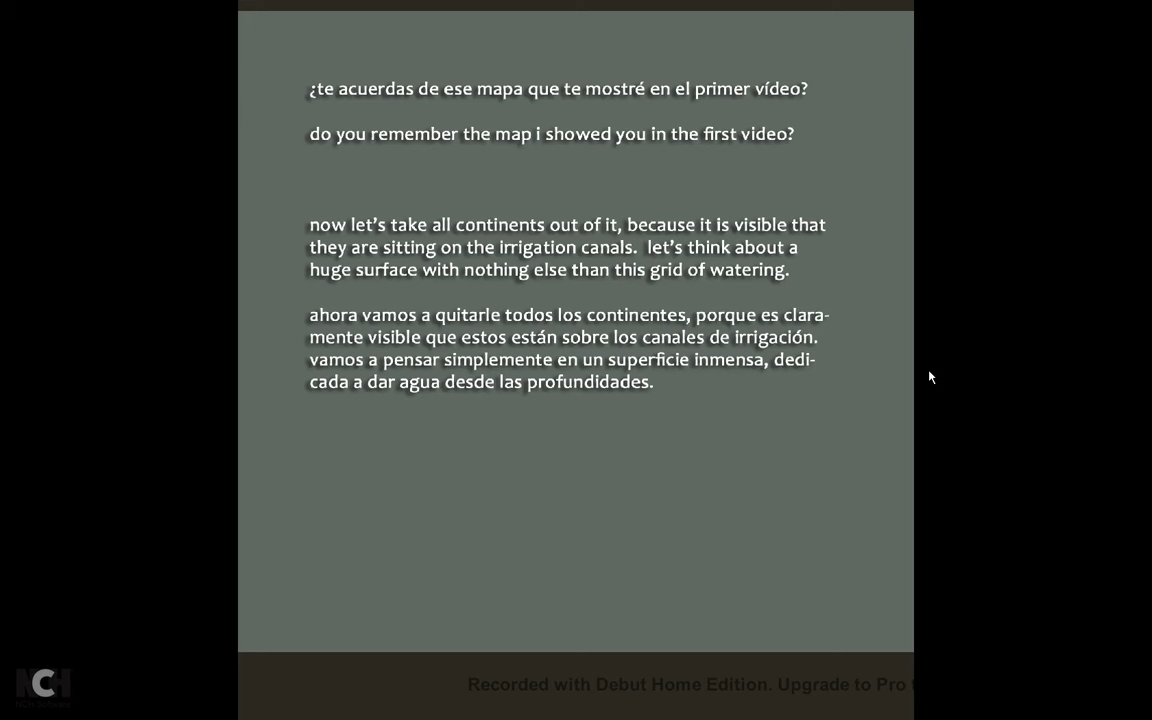 ¿te acuerdas de ese mapa que te mostré en el primer vídeo?
do you remember the map i showed you in the first video?
now let's take all continents out of it, because it is visible that
they are sitting on the irrigation canals. let's think about a
huge surface with nothing else than this grid of watering.
ahora vamos a quitarle todos los continentes, porque es clara-
mente visible que estos están sobre los canales de irrigación.
vamos a pensar simplemente en un superficie inmensa, dedi-
cada a dar agua desde las profundidades.
Recorded with Debut Home Edition. Upgrade to Pro
NCH
NCH Software